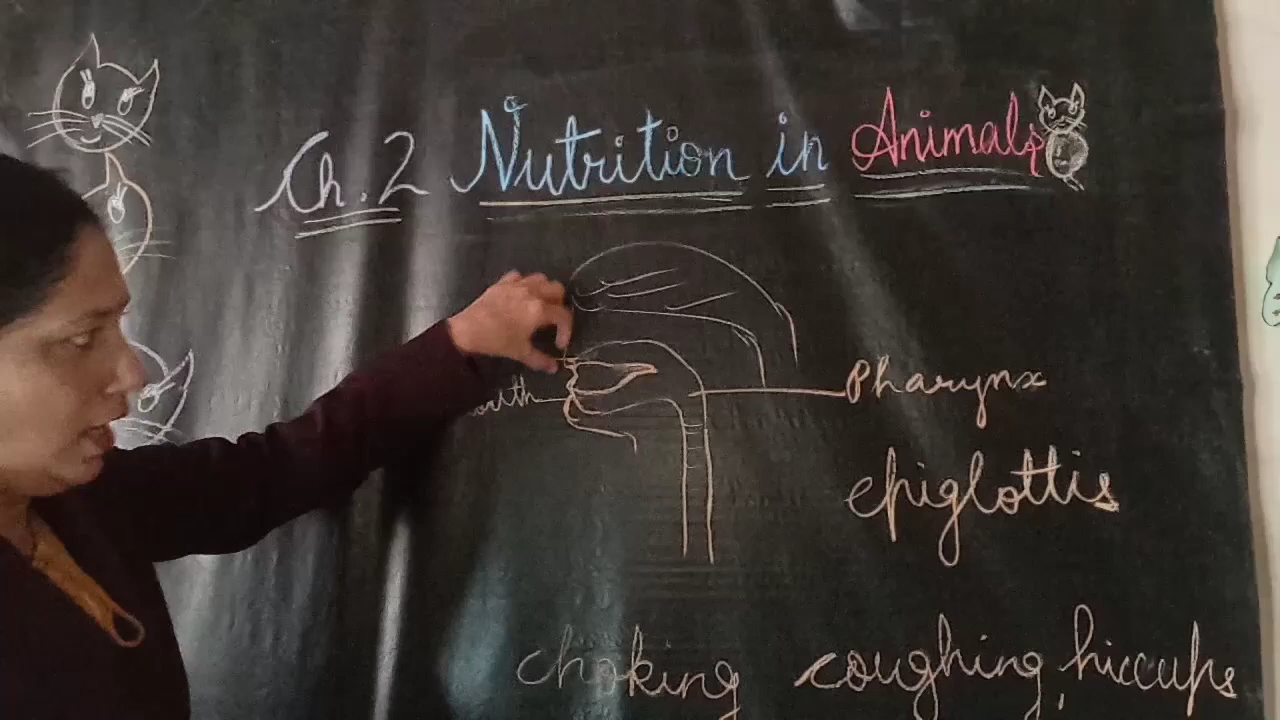 Ch.2 Nutrition in Animals
Pharynx
epiglottis
choking coughing, hiccups